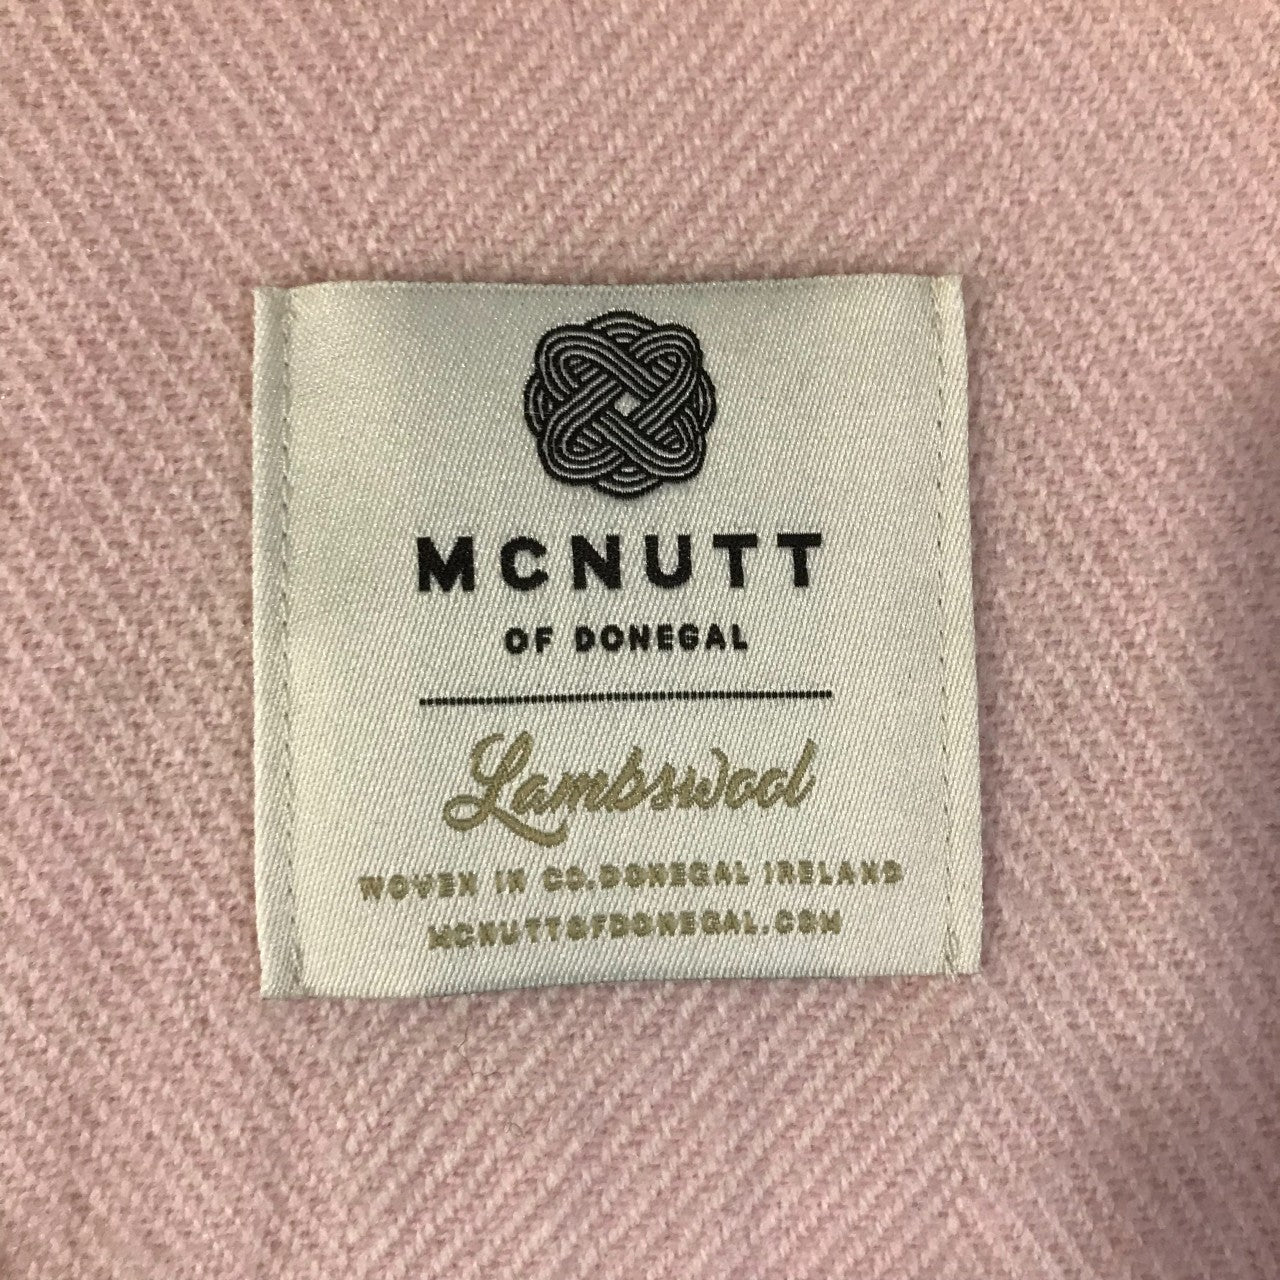 MCNUTT
OF DONEGAL
Lambswool
WOVEN IN CO.DONEGAL IRELAND
MCNUTTOFDONEGAL.COM